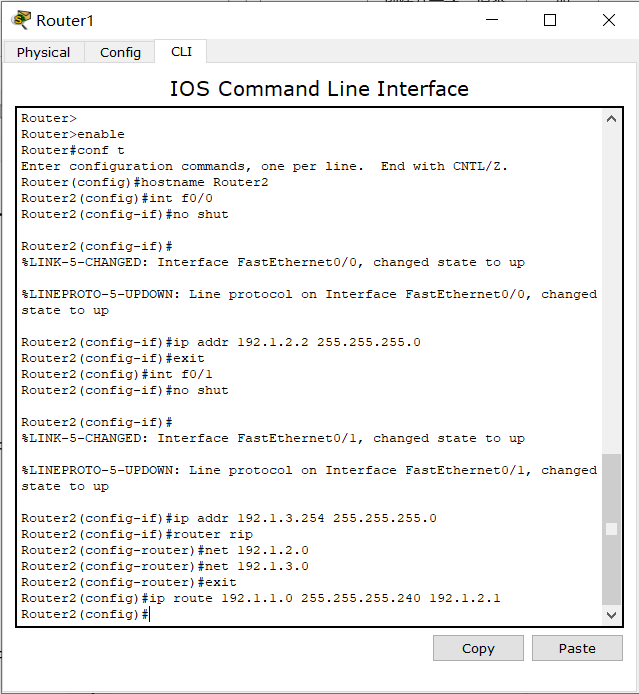 Router1
Physical Config CLI
IOS Command Line Interface
Router>
Router>enable
Router#conf t
Enter configuration commands, one per line.  End with CNTL/Z.
Router(config)#hostname Router2
Router2(config)#int f0/0
Router2(config-if)#no shut
Router2(config-if)#
%LINK-5-CHANGED: Interface FastEthernet0/0, changed state to up
%LINEPROTO-5-UPDOWN: Line protocol on Interface FastEthernet0/0, changed
state to up
Router2(config-if)#ip addr 192.1.2.2 255.255.255.0
Router2(config-if)#exit
Router2(config)#int f0/1
Router2(config-if)#no shut
Router2(config-if)#
%LINK-5-CHANGED: Interface FastEthernet0/1, changed state to up
%LINEPROTO-5-UPDOWN: Line protocol on Interface FastEthernet0/1, changed
state to up
Router2(config-if)#ip addr 192.1.3.254 255.255.255.0
Router2(config-if)#router rip
Router2(config-router)#net 192.1.2.0
Router2(config-router)#net 192.1.3.0
Router2(config-router)#exit
Router2(config)#ip route 192.1.1.0 255.255.255.240 192.1.2.1
Router2(config)#
Copy Paste